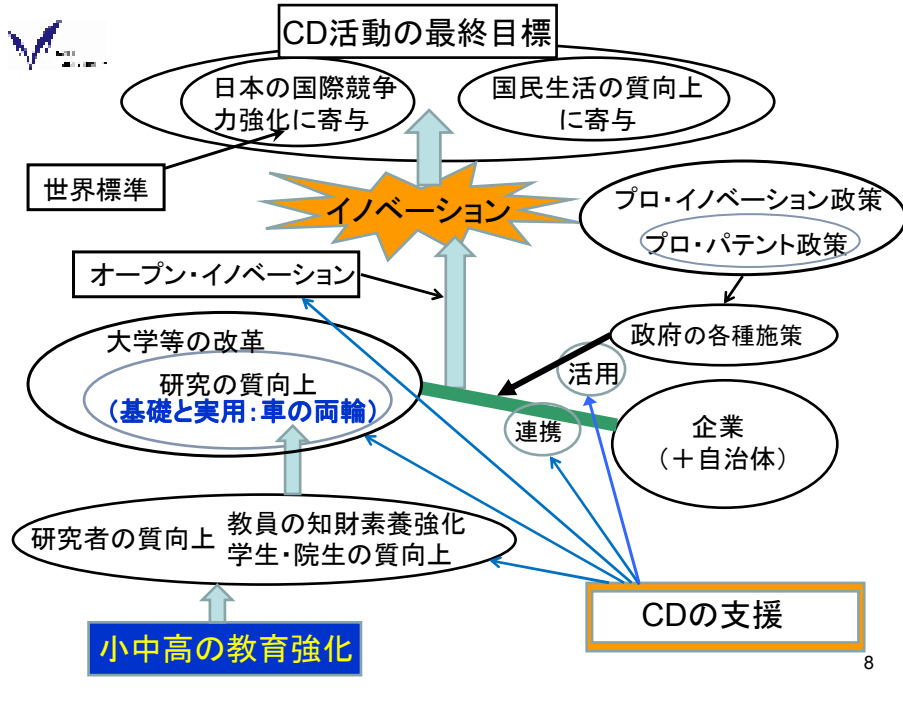 CD活動の最終目標
日本の国際競争
力強化に寄与
国民生活の質向上
に寄与
世界標準
イノベーション
プロ・イノベーション政策
プロ・パテント政策
オープン・イノベーション
政府の各種施策
大学等の改革
研究の質向上
(基礎と実用:車の両輪)
活用
連携
企業
(+自治体)
研究者の質向上
教員の知財素養強化
学生・院生の質向上
CDの支援
小中高の教育強化
8